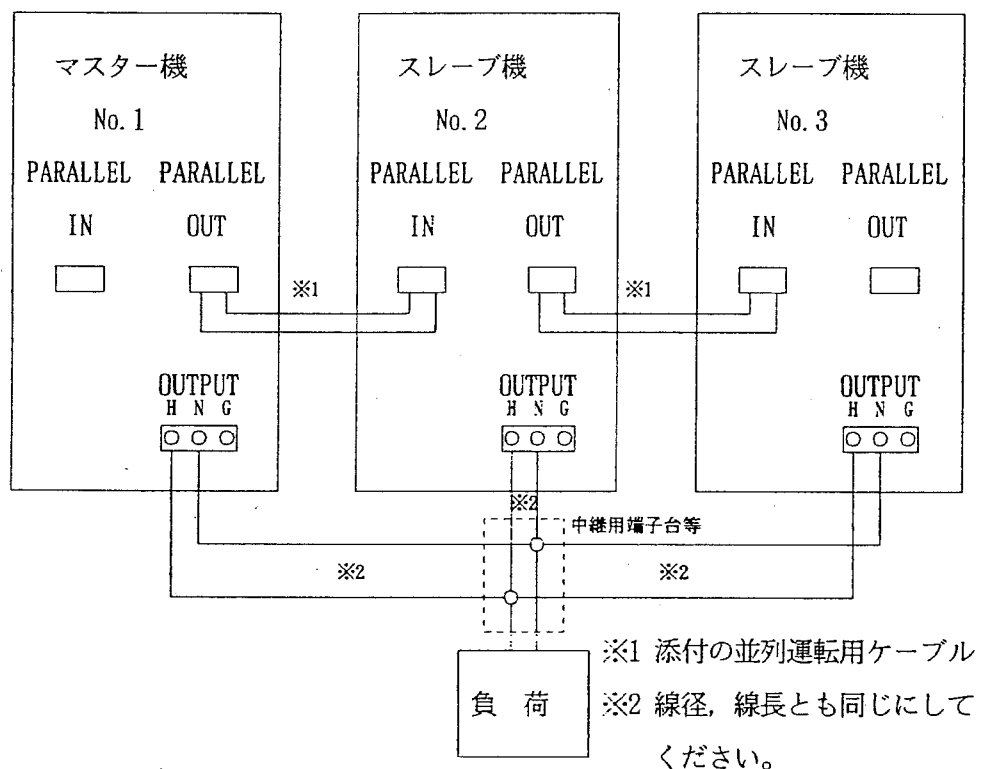 マスター機
No. 1
PARALLEL PARALLEL
IN OUT
OUTPUT
H N G
スレーブ機
No. 2
PARALLEL PARALLEL
IN OUT
OUTPUT
H N G
スレーブ機
No. 3
PARALLEL PARALLEL
IN OUT
OUTPUT
H N G
※1
※1
※2
中継用端子台等
※2
※2
負 荷
※1 添付の並列運転用ケーブル
※2 線径, 線長とも同じにして
ください。